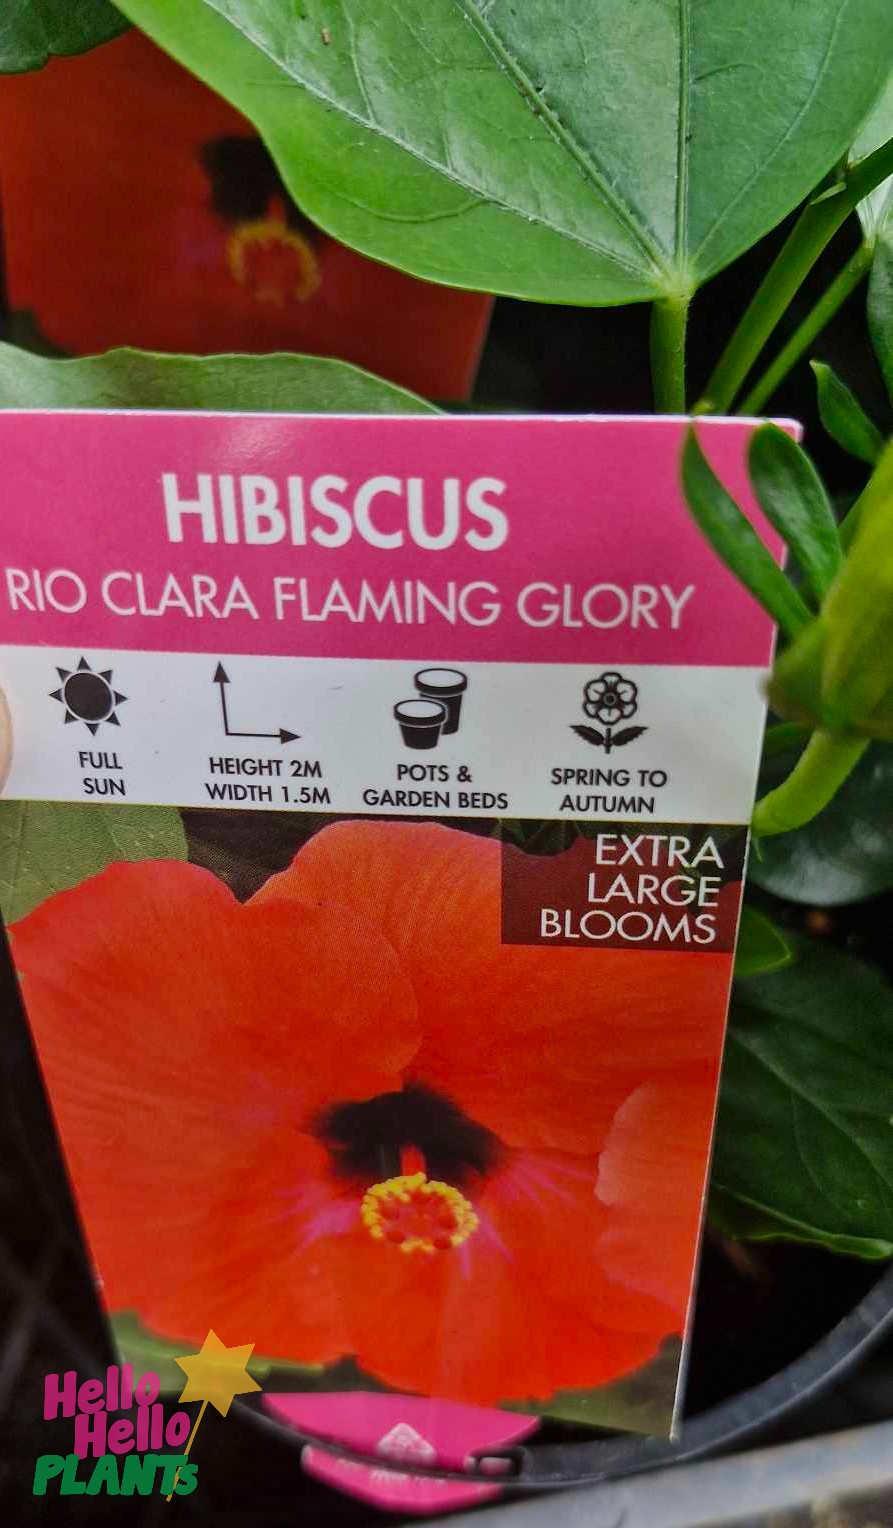 HIBISCUS
RIO CLARA FLAMING GLORY
FULL
SUN
HEIGHT 2M
WIDTH 1.5M
POTS &
GARDEN BEDS
SPRING TO
AUTUMN
EXTRA
LARGE
BLOOMS
Hello
Hello
PLANTs